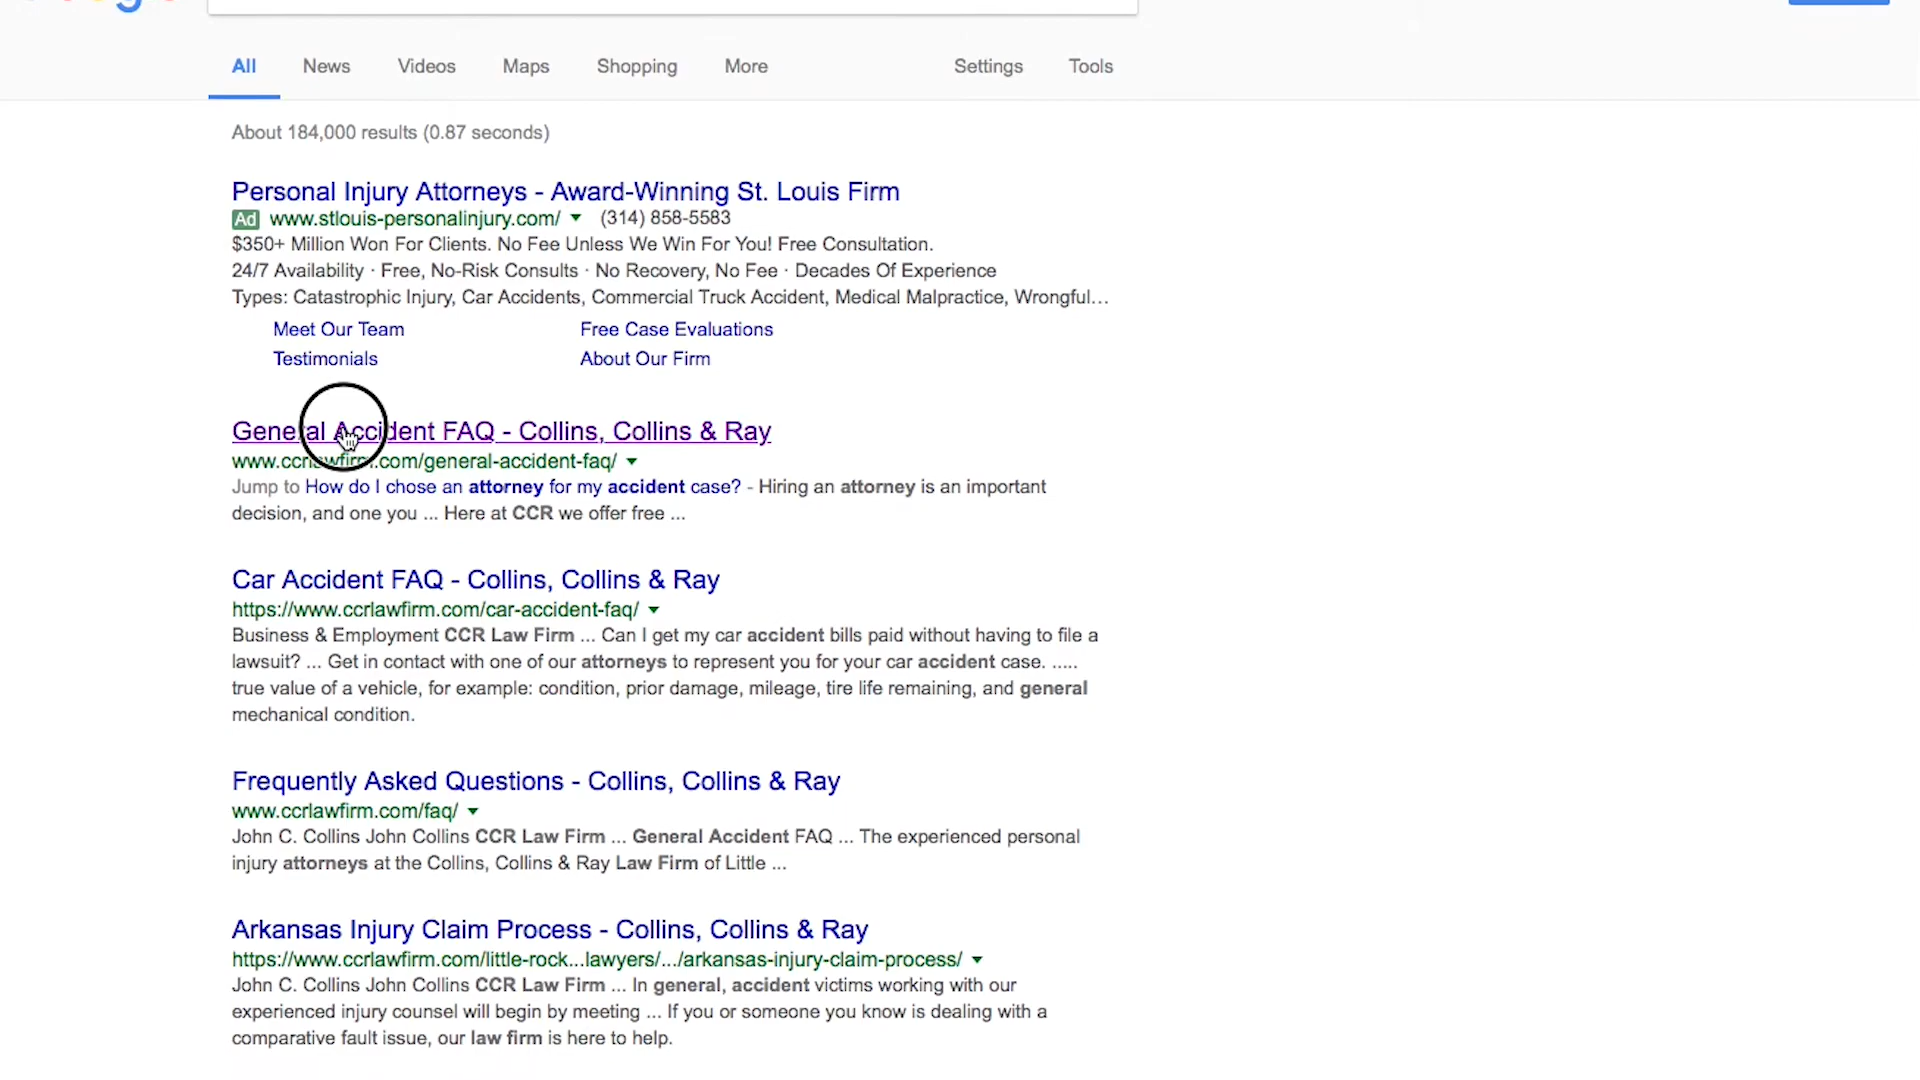 All News Videos Maps Shopping More Settings Tools
About 184,000 results (0.87 seconds)
Personal Injury Attorneys - Award-Winning St. Louis Firm
Ad www.stlouis-personalinjury.com/ (314) 858-5583
$350+ Million Won For Clients. No Fee Unless We Win For You! Free Consultation.
24/7 Availability · Free, No-Risk Consults · No Recovery, No Fee · Decades Of Experience
Types: Catastrophic Injury, Car Accidents, Commercial Truck Accident, Medical Malpractice, Wrongful...
Meet Our Team Free Case Evaluations
Testimonials About Our Firm
General Accident FAQ - Collins, Collins & Ray
www.ccrlawfirm.com/general-accident-faq/
Jump to How do I chose an attorney for my accident case? - Hiring an attorney is an important
decision, and one you ... Here at CCR we offer free ...
Car Accident FAQ - Collins, Collins & Ray
https://www.ccrlawfirm.com/car-accident-faq/
Business & Employment CCR Law Firm ... Can I get my car accident bills paid without having to file a
lawsuit? ... Get in contact with one of our attorneys to represent you for your car accident case. .....
true value of a vehicle, for example: condition, prior damage, mileage, tire life remaining, and general
mechanical condition.
Frequently Asked Questions - Collins, Collins & Ray
www.ccrlawfirm.com/faq/
John C. Collins John Collins CCR Law Firm ... General Accident FAQ ... The experienced personal
injury attorneys at the Collins, Collins & Ray Law Firm of Little ...
Arkansas Injury Claim Process - Collins, Collins & Ray
https://www.ccrlawfirm.com/little-rock...lawyers/.../arkansas-injury-claim-process/
John C. Collins John Collins CCR Law Firm ... In general, accident victims working with our
experienced injury counsel will begin by meeting ... If you or someone you know is dealing with a
comparative fault issue, our law firm is here to help.